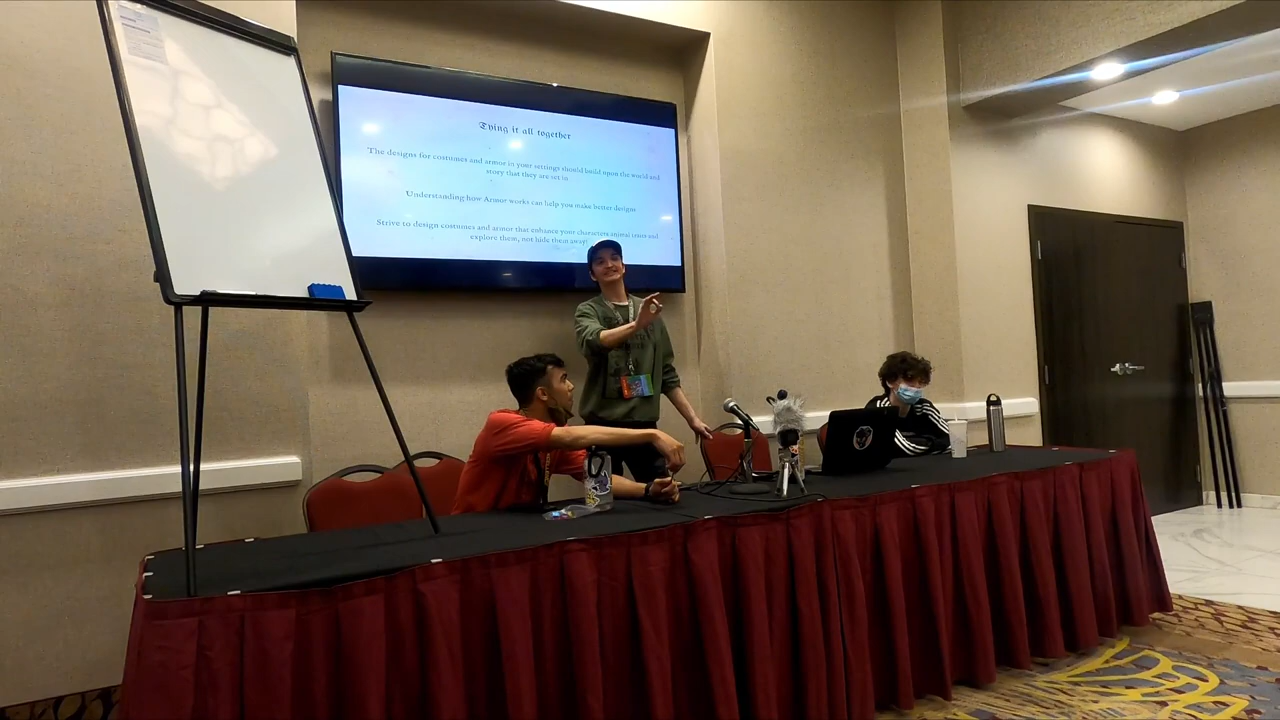 Tying it all together
The designs for costumes and armor in your settings should build upon the world and
story that they are set in
Understanding how Armor works can help you make better designs
Strive to design costumes and armor that enhance your characters animal traits and
explore them, not hide them away!